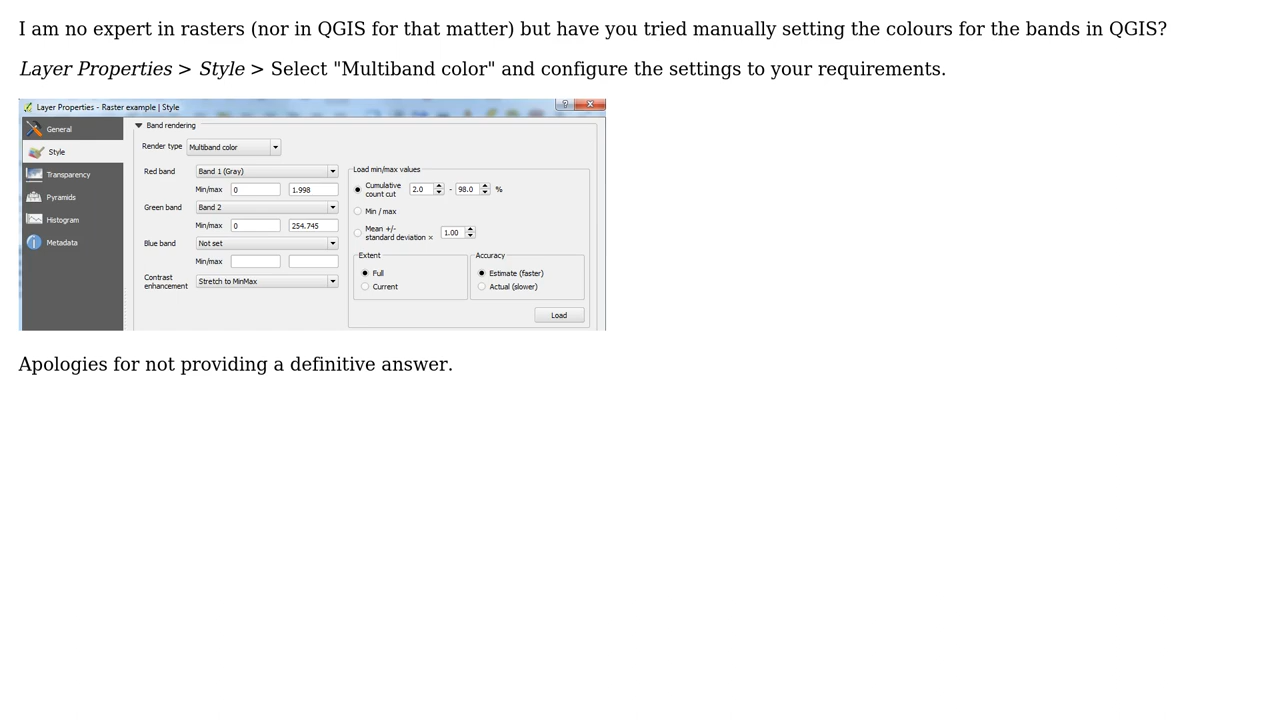 I am no expert in rasters (nor in QGIS for that matter) but have you tried manually setting the colours for the bands in QGIS?
Layer Properties > Style > Select "Multiband color" and configure the settings to your requirements.
Layer Properties - Raster example | Style
?
General
Style
Transparency
Pyramids
Histogram
Metadata
Band rendering
Render type Multiband color
Red band Band 1 (Gray)
Min/max 0 1.998
Green band Band 2
Min/max 0 254.745
Blue band Not set
Min/max
Contrast
enhancement Stretch to MinMax
Load min/max values
Cumulative
count cut 2.0 - 98.0 %
Min / max
Mean +/-
standard deviation × 1.00
Extent
Full
Current
Accuracy
Estimate (faster)
Actual (slower)
Load
Apologies for not providing a definitive answer.